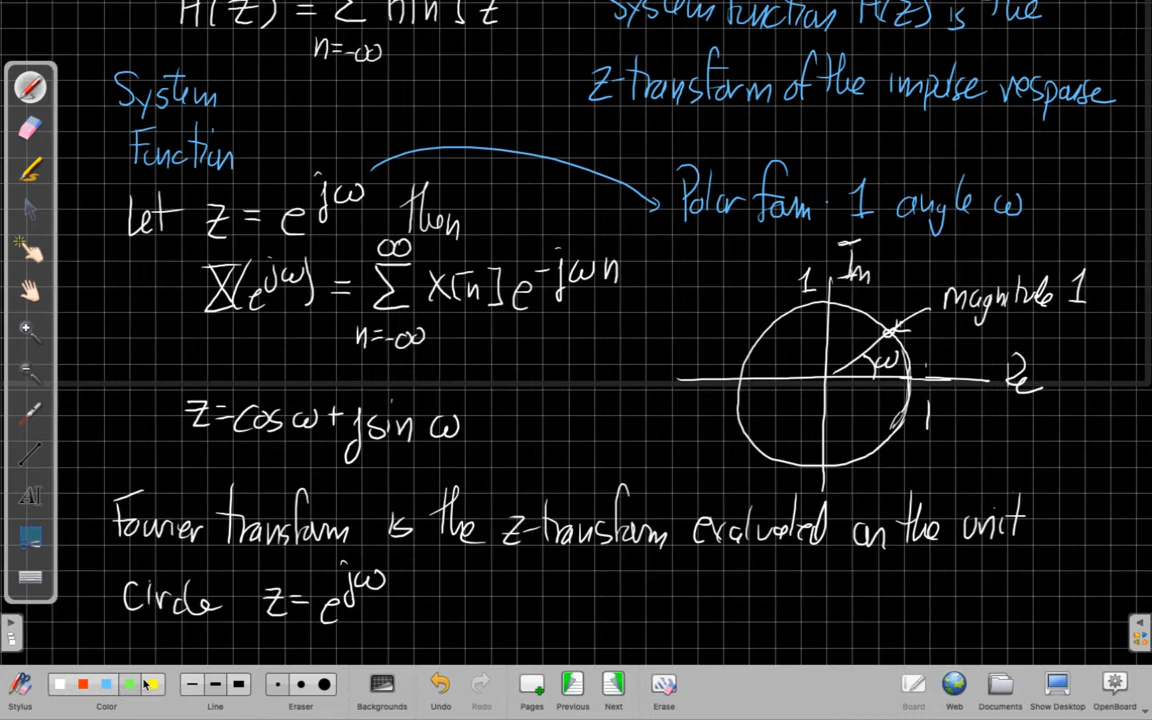 H(z) = Σ h[n] z
n=-∞
System function H(z) is the
z-transform of the impulse response
System
Function
Let z = e^jω then
Polar form · 1 angle ω
X(e^jω) = ∞ Σ n=-∞ x[n] e^-jωn
1 Im
magnitude 1
ω
Re
1
z = cos ω + j sin ω
Fourier transform is the z-transform evaluated on the unit
circle z = e^jω
AI
Stylus
Color
Line
Eraser
Backgrounds
Undo
Redo
Pages
Previous
Next
Erase
Board
Web
Documents
Show Desktop
OpenBoard